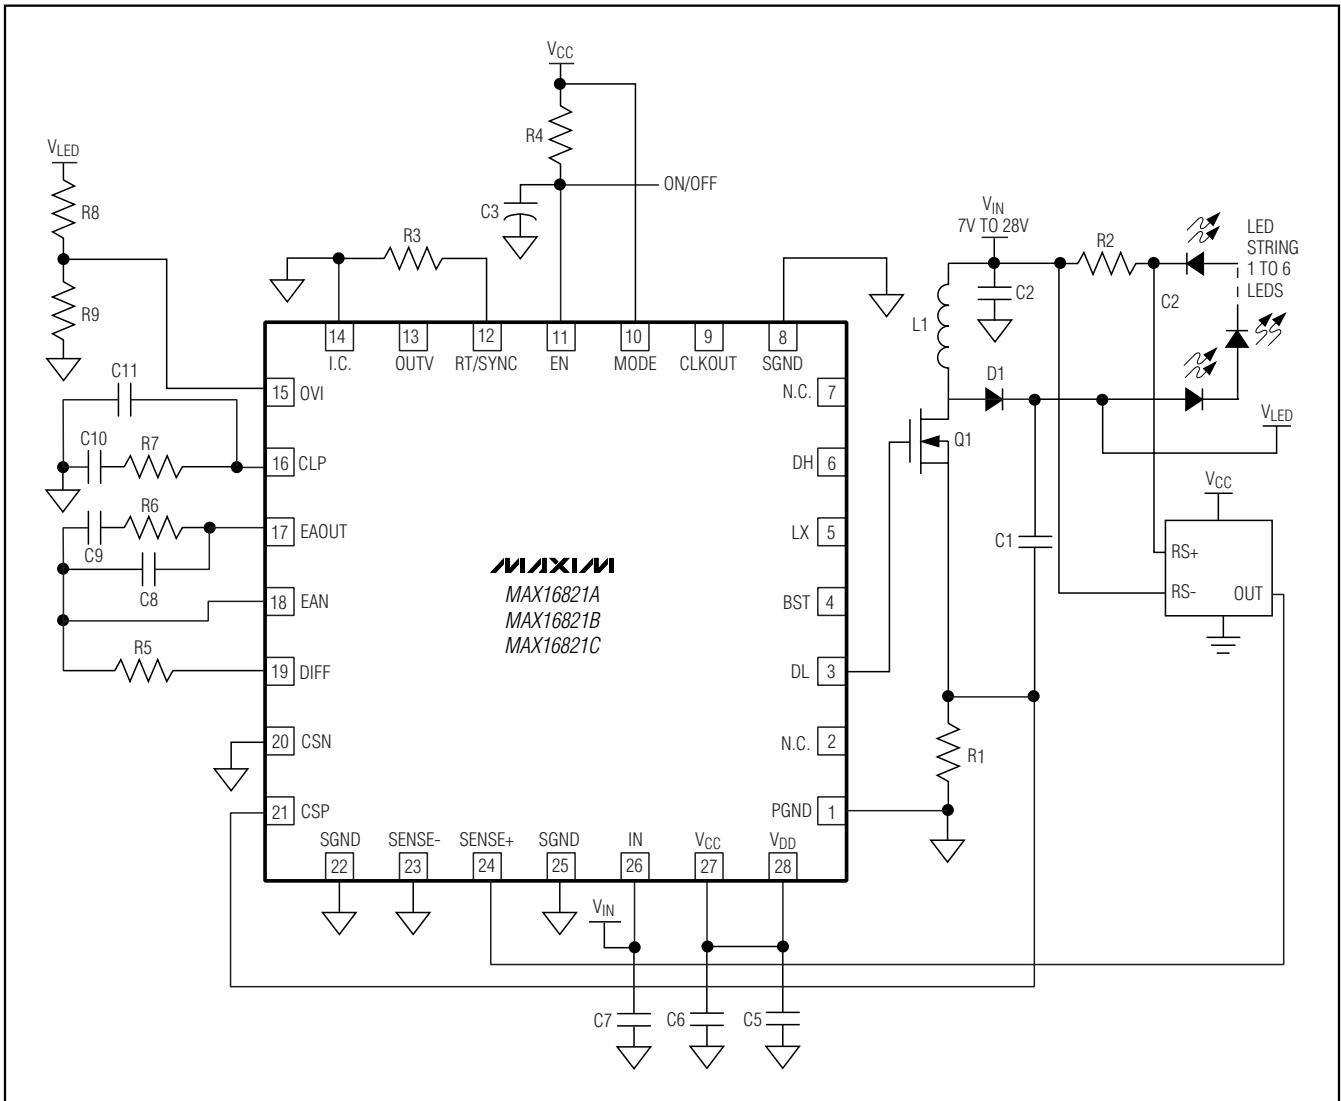 VCC
R4
ON/OFF
C3
VLED
R8
R9
R3
VIN
7V TO 28V
R2
LED
STRING
1 TO 6
LEDS
C2
C2
L1
D1
VLED
Q1
C1
VCC
RS+
RS-
OUT
R1
14
13
12
11
10
9
8
I.C.
OUTV
RT/SYNC
EN
MODE
CLKOUT
SGND
C11
C10
R7
R6
C9
C8
R5
15 OVI
16 CLP
17 EAOUT
18 EAN
19 DIFF
20 CSN
21 CSP
N.C. 7
DH 6
LX 5
BST 4
DL 3
N.C. 2
PGND 1
MAXIM
MAX16821A
MAX16821B
MAX16821C
SGND
SENSE-
SENSE+
SGND
IN
VCC
VDD
22
23
24
25
26
27
28
VIN
C7
C6
C5